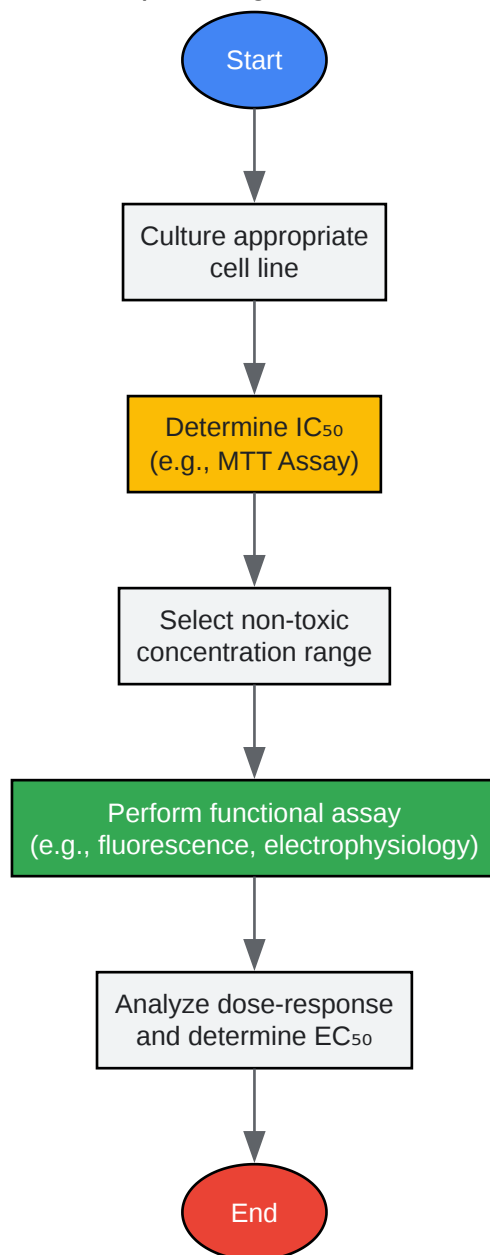 Start
Culture appropriate
cell line
Determine IC₅₀
(e.g., MTT Assay)
Select non-toxic
concentration range
Perform functional assay
(e.g., fluorescence, electrophysiology)
Analyze dose-response
and determine EC₅₀
End